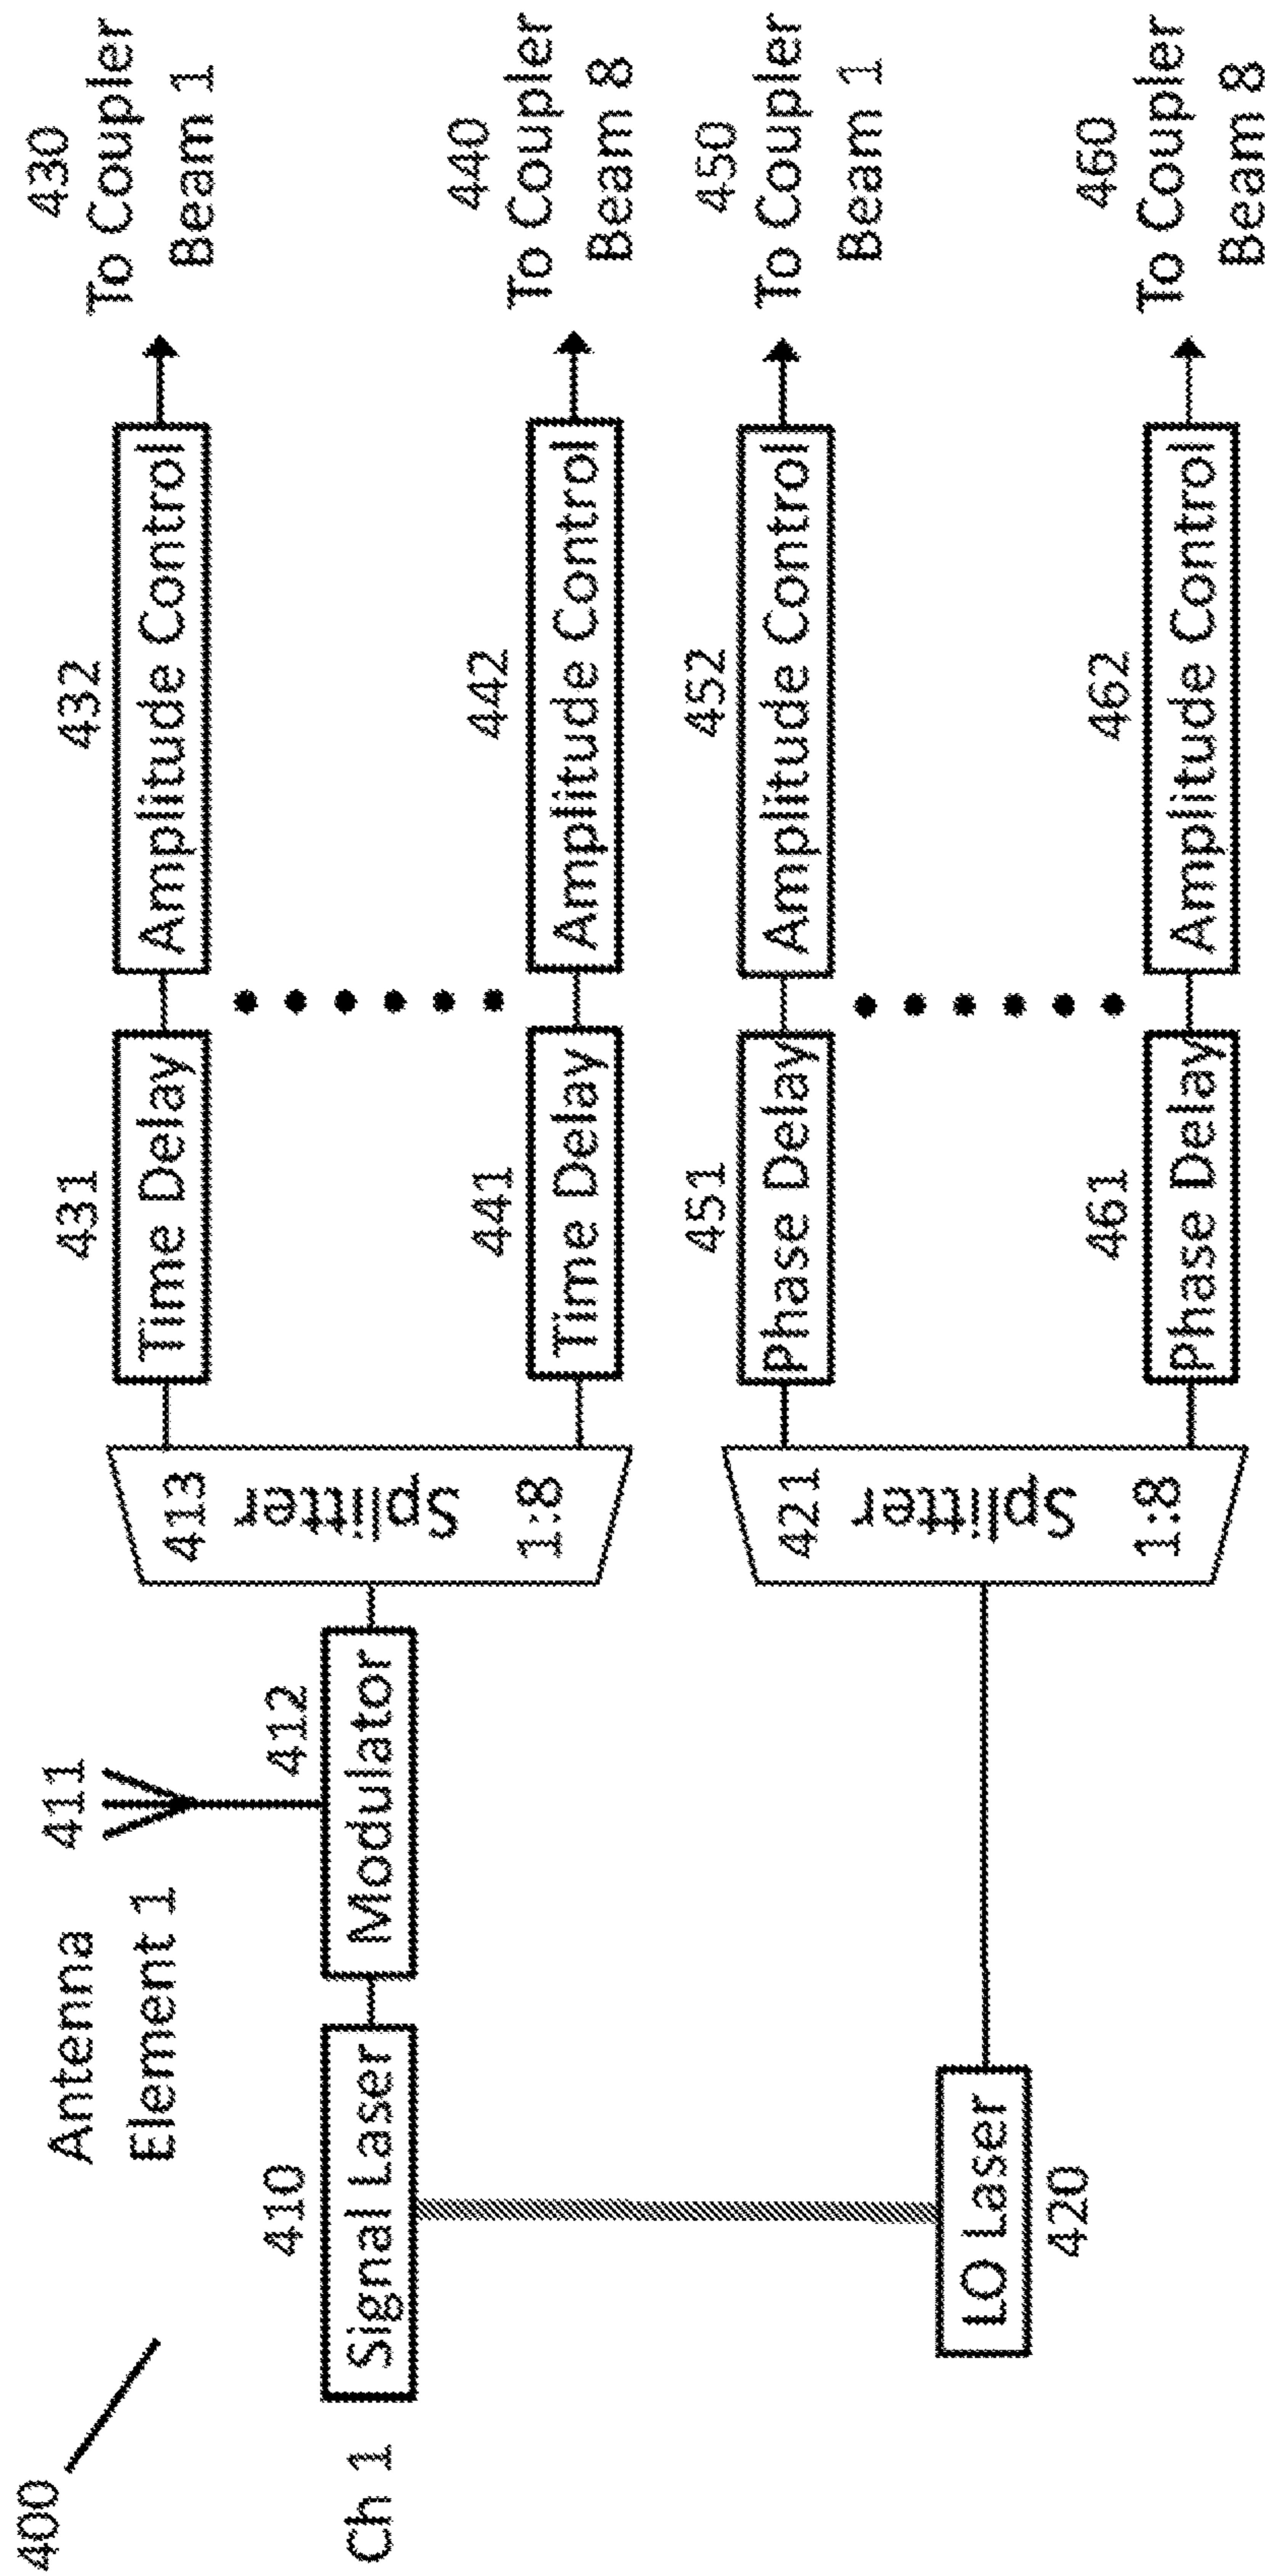 400
Ch 1
Antenna
Element 1
411
410
Signal Laser
412
Modulator
420
LO Laser
413
Splitter
1:8
421
Splitter
1:8
431
Time Delay
432
Amplitude Control
430
To Coupler
Beam 1
441
Time Delay
442
Amplitude Control
440
To Coupler
Beam 8
451
Phase Delay
452
Amplitude Control
450
To Coupler
Beam 1
461
Phase Delay
462
Amplitude Control
460
To Coupler
Beam 8